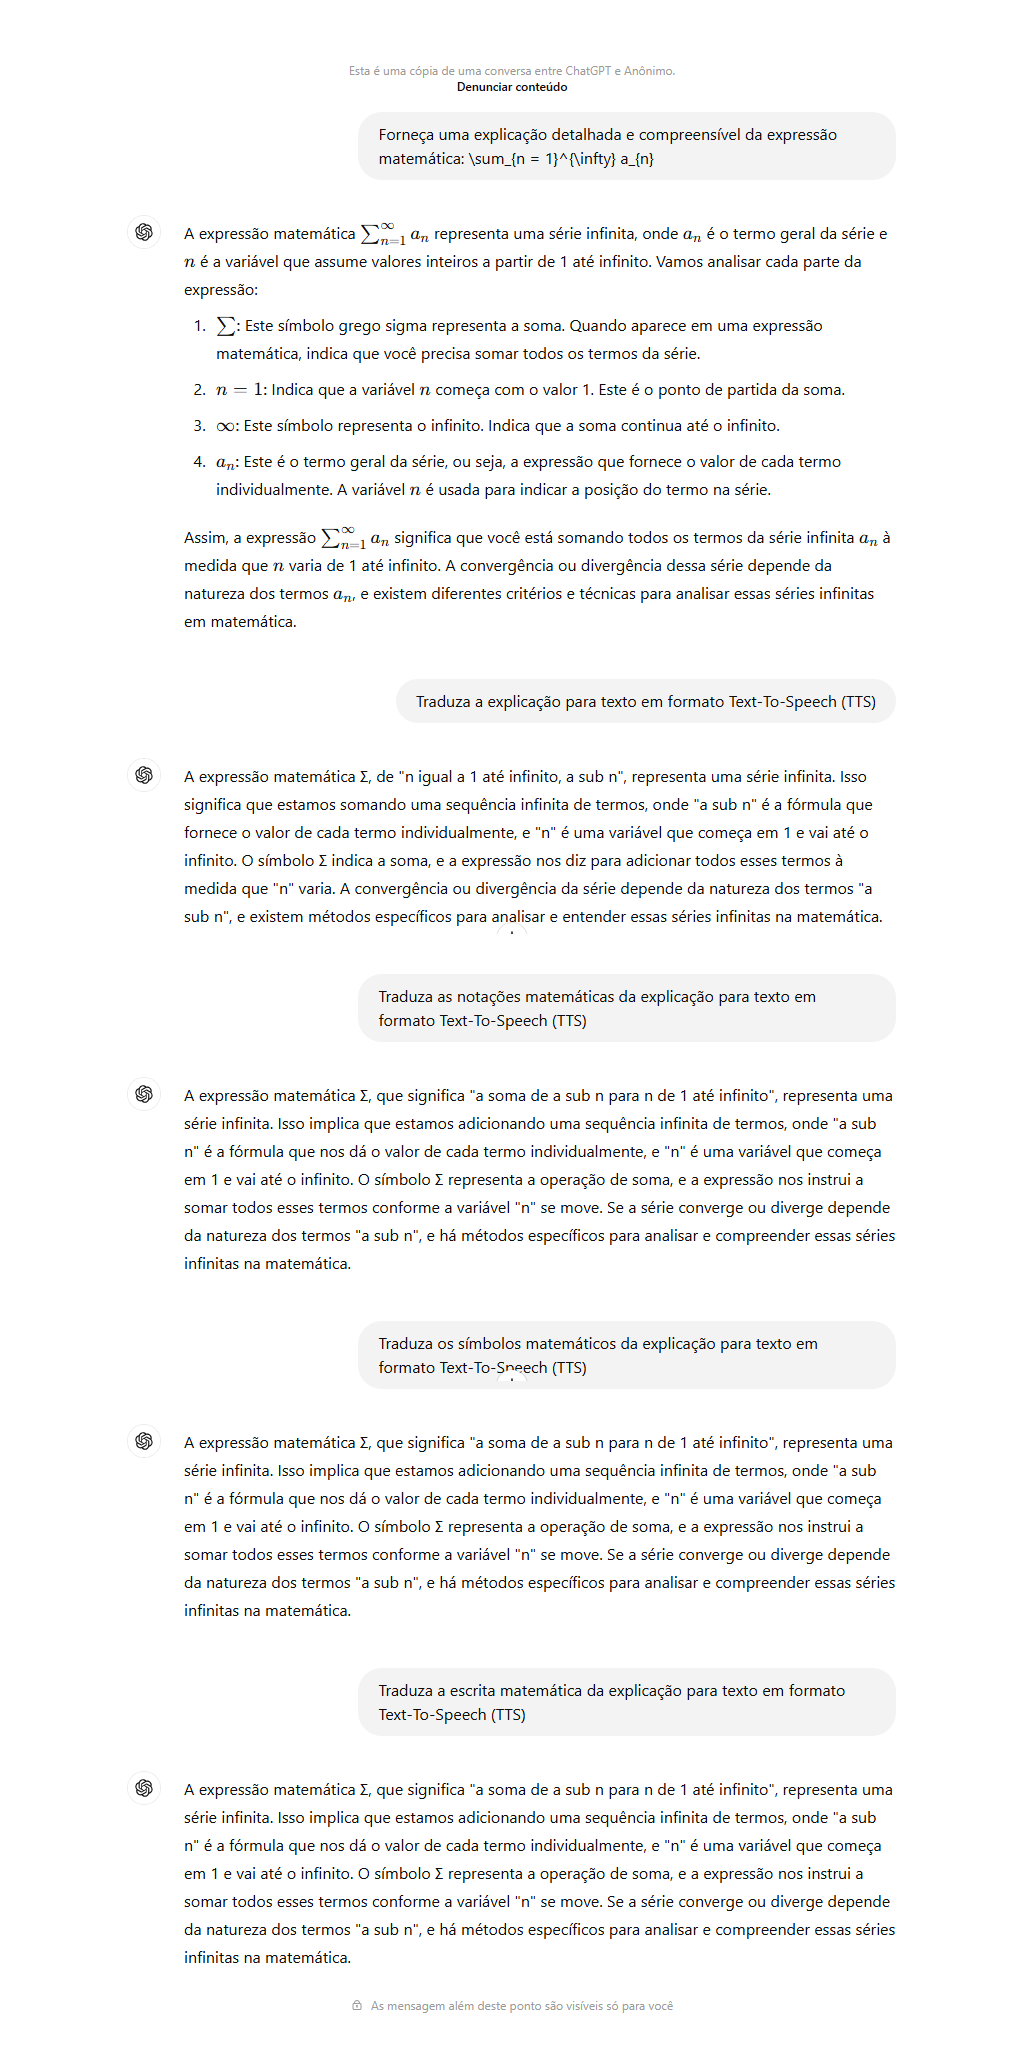 Esta é uma cópia de uma conversa entre ChatGPT e Anônimo.
Denunciar conteúdo
Forneça uma explicação detalhada e compreensível da expressão
matemática: \sum_{n = 1}^{\infty} a_{n}
A expressão matemática ∑_{n=1}^{∞} a_n representa uma série infinita, onde a_n é o termo geral da série e
n é a variável que assume valores inteiros a partir de 1 até infinito. Vamos analisar cada parte da
expressão:
1. ∑: Este símbolo grego sigma representa a soma. Quando aparece em uma expressão
matemática, indica que você precisa somar todos os termos da série.
2. n = 1: Indica que a variável n começa com o valor 1. Este é o ponto de partida da soma.
3. ∞: Este símbolo representa o infinito. Indica que a soma continua até o infinito.
4. a_n: Este é o termo geral da série, ou seja, a expressão que fornece o valor de cada termo
individualmente. A variável n é usada para indicar a posição do termo na série.
Assim, a expressão ∑_{n=1}^{∞} a_n significa que você está somando todos os termos da série infinita a_n à
medida que n varia de 1 até infinito. A convergência ou divergência dessa série depende da
natureza dos termos a_n, e existem diferentes critérios e técnicas para analisar essas séries infinitas
em matemática.
Traduza a explicação para texto em formato Text-To-Speech (TTS)
A expressão matemática Σ, de "n igual a 1 até infinito, a sub n", representa uma série infinita. Isso
significa que estamos somando uma sequência infinita de termos, onde "a sub n" é a fórmula que
fornece o valor de cada termo individualmente, e "n" é uma variável que começa em 1 e vai até o
infinito. O símbolo Σ indica a soma, e a expressão nos diz para adicionar todos esses termos à
medida que "n" varia. A convergência ou divergência da série depende da natureza dos termos "a
sub n", e existem métodos específicos para analisar e entender essas séries infinitas na matemática.
Traduza as notações matemáticas da explicação para texto em
formato Text-To-Speech (TTS)
A expressão matemática Σ, que significa "a soma de a sub n para n de 1 até infinito", representa uma
série infinita. Isso implica que estamos adicionando uma sequência infinita de termos, onde "a sub
n" é a fórmula que nos dá o valor de cada termo individualmente, e "n" é uma variável que começa
em 1 e vai até o infinito. O símbolo Σ representa a operação de soma, e a expressão nos instrui a
somar todos esses termos conforme a variável "n" se move. Se a série converge ou diverge depende
da natureza dos termos "a sub n", e há métodos específicos para analisar e compreender essas séries
infinitas na matemática.
Traduza os símbolos matemáticos da explicação para texto em
formato Text-To-Speech (TTS)
A expressão matemática Σ, que significa "a soma de a sub n para n de 1 até infinito", representa uma
série infinita. Isso implica que estamos adicionando uma sequência infinita de termos, onde "a sub
n" é a fórmula que nos dá o valor de cada termo individualmente, e "n" é uma variável que começa
em 1 e vai até o infinito. O símbolo Σ representa a operação de soma, e a expressão nos instrui a
somar todos esses termos conforme a variável "n" se move. Se a série converge ou diverge depende
da natureza dos termos "a sub n", e há métodos específicos para analisar e compreender essas séries
infinitas na matemática.
Traduza a escrita matemática da explicação para texto em formato
Text-To-Speech (TTS)
A expressão matemática Σ, que significa "a soma de a sub n para n de 1 até infinito", representa uma
série infinita. Isso implica que estamos adicionando uma sequência infinita de termos, onde "a sub
n" é a fórmula que nos dá o valor de cada termo individualmente, e "n" é uma variável que começa
em 1 e vai até o infinito. O símbolo Σ representa a operação de soma, e a expressão nos instrui a
somar todos esses termos conforme a variável "n" se move. Se a série converge ou diverge depende
da natureza dos termos "a sub n", e há métodos específicos para analisar e compreender essas séries
infinitas na matemática.
As mensagem além deste ponto são visíveis só para você